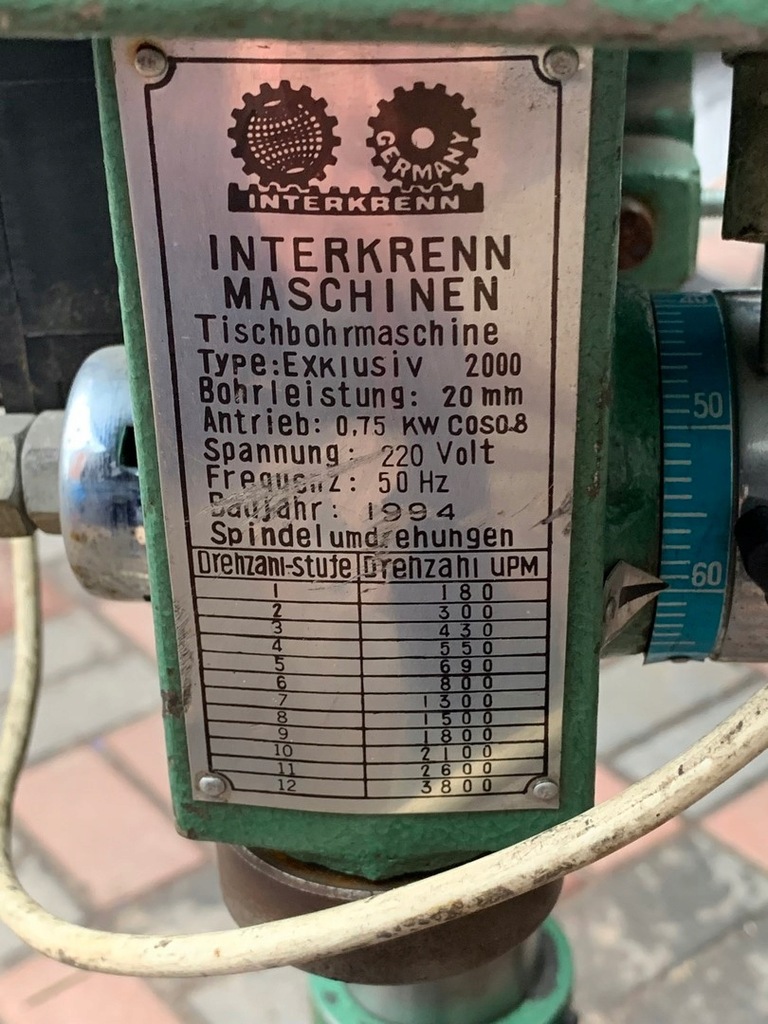 GERMANY
INTERKRENN
INTERKRENN
MASCHINEN
Tischbohrmaschine
Type: Exklusiv 2000
Bohrleistung: 20 mm
Antrieb: 0,75 KW COS0.8
Spannung: 220 Volt
Frequenz: 50 Hz
Baujahr: 1994
Spindelumdrehungen
Drehzahl-stufe Drehzahl UPM
1 180
2 300
3 430
4 550
5 690
6 800
7 1300
8 1500
9 1800
10 2100
11 2600
12 3800
40
50
60